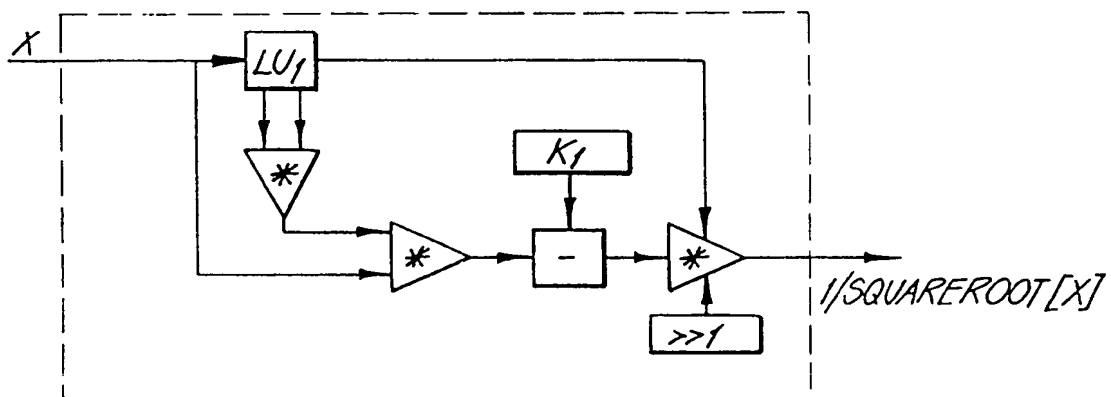 X
LU1
*
K1
*
-
*
1/SQUAREROOT[X]
>>1